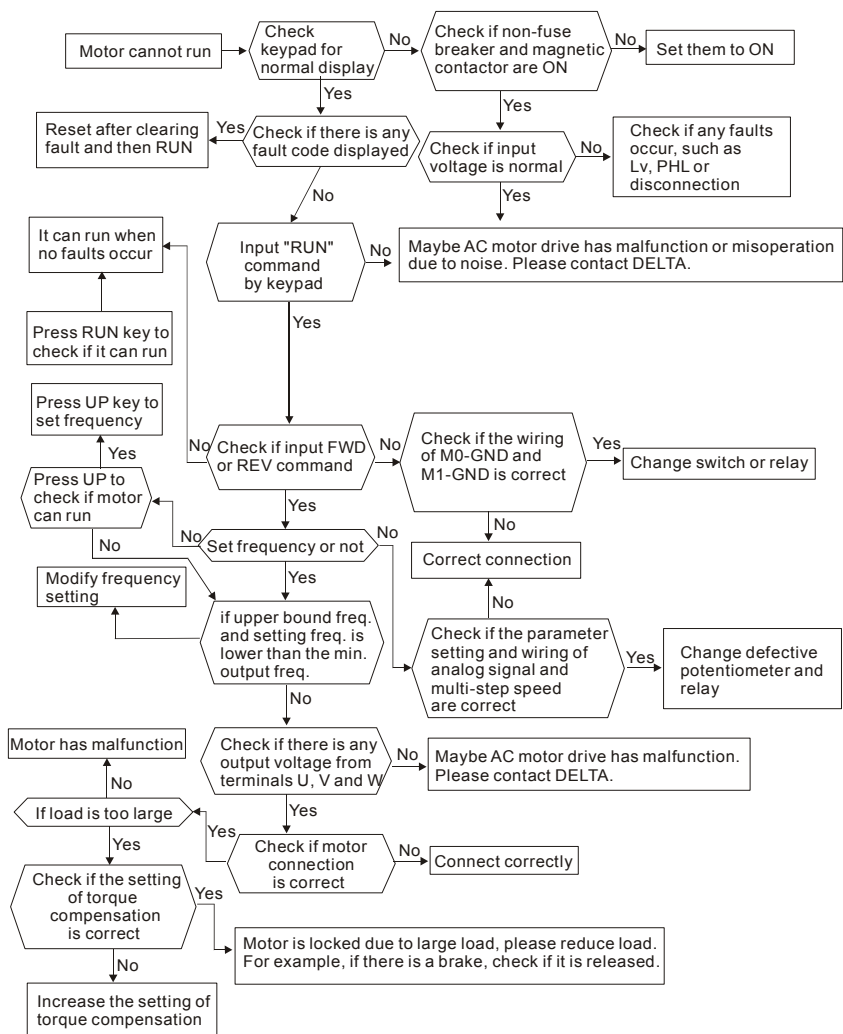 Motor cannot run
Check
keypad for
normal display
No
Check if non-fuse
breaker and magnetic
contactor are ON
No
Set them to ON
Yes
Yes
Reset after clearing
fault and then RUN
Yes
Check if there is any
fault code displayed
Check if input
voltage is normal
No
Check if any faults
occur, such as
Lv, PHL or
disconnection
No
Yes
It can run when
no faults occur
Input "RUN"
command
by keypad
No
Maybe AC motor drive has malfunction or misoperation
due to noise. Please contact DELTA.
Yes
Press RUN key to
check if it can run
Press UP key to
set frequency
No
Check if input FWD
or REV command
No
Check if the wiring
of M0-GND and
M1-GND is correct
Yes
Change switch or relay
Yes
Press UP to
check if motor
can run
Yes
No
No
No
Set frequency or not
No
Correct connection
Modify frequency
setting
Yes
No
if upper bound freq.
and setting freq. is
lower than the min.
output freq.
Check if the parameter
setting and wiring of
analog signal and
multi-step speed
are correct
Yes
Change defective
potentiometer and
relay
No
Motor has malfunction
Check if there is any
output voltage from
terminals U, V and W
No
Maybe AC motor drive has malfunction.
Please contact DELTA.
No
Yes
If load is too large
Yes
Check if motor
connection
is correct
No
Connect correctly
Yes
Check if the setting
of torque
compensation
is correct
Yes
Motor is locked due to large load, please reduce load.
For example, if there is a brake, check if it is released.
No
Increase the setting of
torque compensation